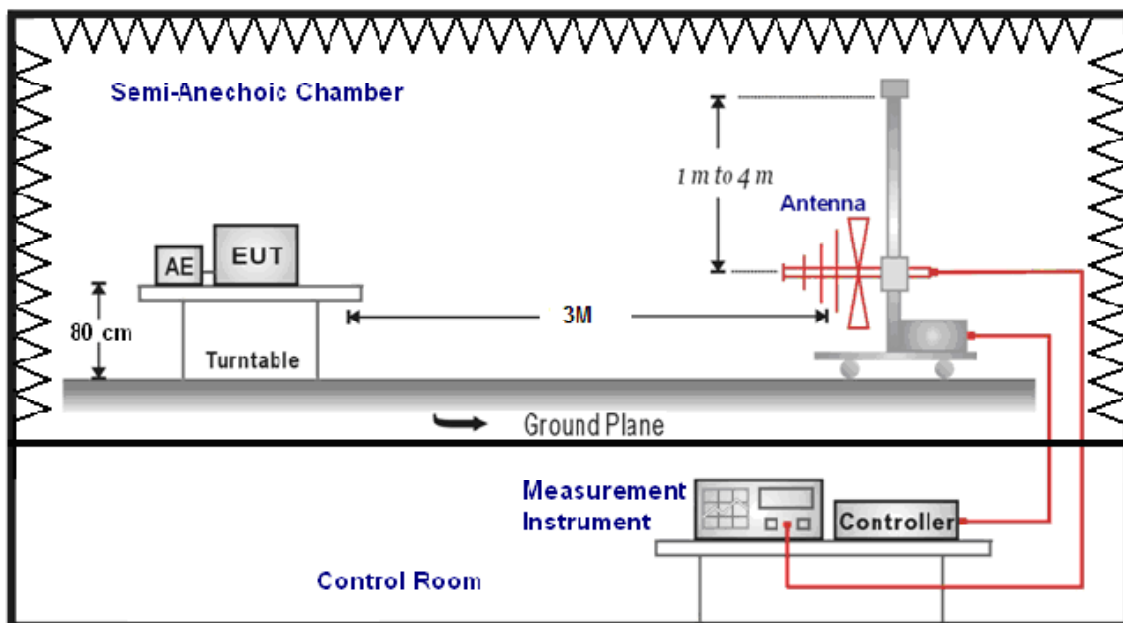 Semi-Anechoic Chamber
1 m to 4 m
Antenna
AE
EUT
80 cm
3M
Turntable
Ground Plane
Measurement
Instrument
Controller
Control Room